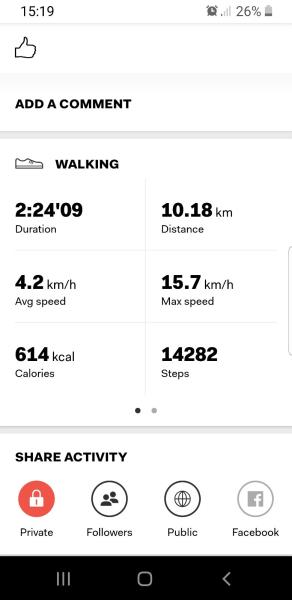 15:19 26%
ADD A COMMENT
WALKING
2:24'09 10.18 km
Duration Distance
4.2 km/h 15.7 km/h
Avg speed Max speed
614 kcal 14282
Calories Steps
SHARE ACTIVITY
Private Followers Public Facebook